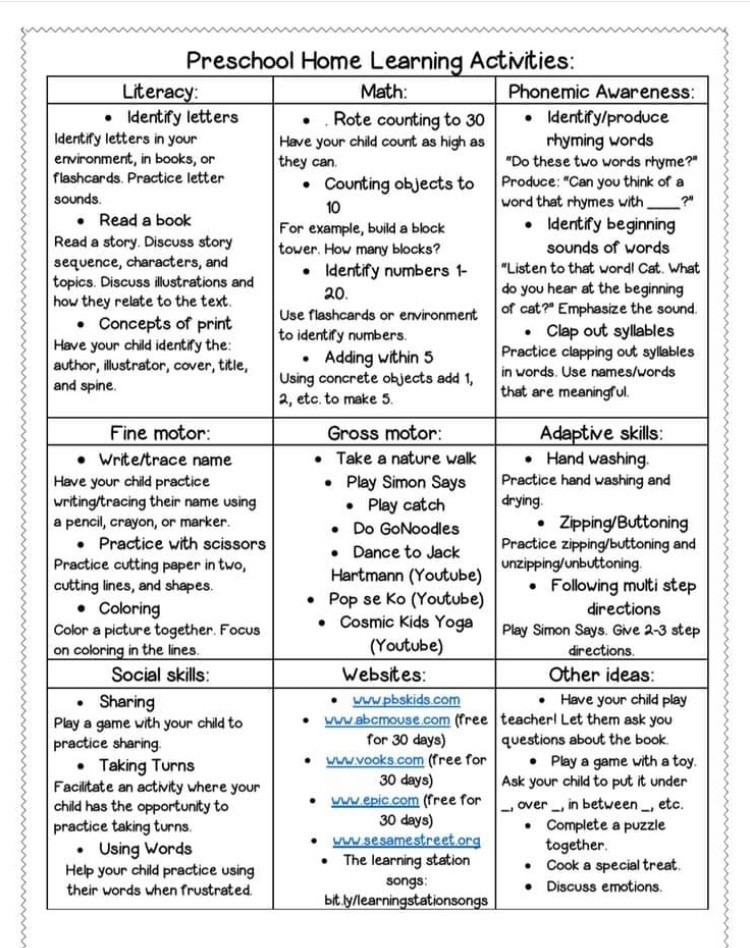 Preschool Home Learning Activities:
Literacy:
• Identify letters
Identify letters in your
environment, in books, or
flashcards. Practice letter
sounds.
• Read a book
Read a story. Discuss story
sequence, characters, and
topics. Discuss illustrations and
how they relate to the text.
• Concepts of print
Have your child identify the:
author, illustrator, cover, title,
and spine.
Math:
• . Rote counting to 30
Have your child count as high as
they can.
• Counting objects to
10
For example, build a block
tower. How many blocks?
• Identify numbers 1-
20.
Use flashcards or environment
to identify numbers.
• Adding within 5
Using concrete objects add 1,
2, etc. to make 5.
Phonemic Awareness:
• Identify/produce
rhyming words
"Do these two words rhyme?"
Produce: "Can you think of a
word that rhymes with ____?"
• Identify beginning
sounds of words
"Listen to that word! Cat. What
do you hear at the beginning
of cat?" Emphasize the sound.
• Clap out syllables
Practice clapping out syllables
in words. Use names/words
that are meaningful.
Fine motor:
• Write/trace name
Have your child practice
writing/tracing their name using
a pencil, crayon, or marker.
• Practice with scissors
Practice cutting paper in two,
cutting lines, and shapes.
• Coloring
Color a picture together. Focus
on coloring in the lines.
Gross motor:
• Take a nature walk
• Play Simon Says
• Play catch
• Do GoNoodles
• Dance to Jack
Hartmann (Youtube)
• Pop se Ko (Youtube)
• Cosmic Kids Yoga
(Youtube)
Adaptive skills:
• Hand washing.
Practice hand washing and
drying.
• Zipping/Buttoning
Practice zipping/buttoning and
unzipping/unbuttoning.
• Following multi step
directions
Play Simon Says. Give 2-3 step
directions.
Social skills:
• Sharing
Play a game with your child to
practice sharing.
• Taking Turns
Facilitate an activity where your
child has the opportunity to
practice taking turns.
• Using Words
Help your child practice using
their words when frustrated.
Websites:
• www.pbskids.com
• www.abcmouse.com (free
for 30 days)
• www.vooks.com (free for
30 days)
• www.epic.com (free for
30 days)
• www.sesamestreet.org
• The learning station
songs:
bit.ly/learningstationsongs
Other ideas:
• Have your child play
teacher! Let them ask you
questions about the book.
• Play a game with a toy.
Ask your child to put it under
_, over _, in between _, etc.
• Complete a puzzle
together.
• Cook a special treat.
• Discuss emotions.